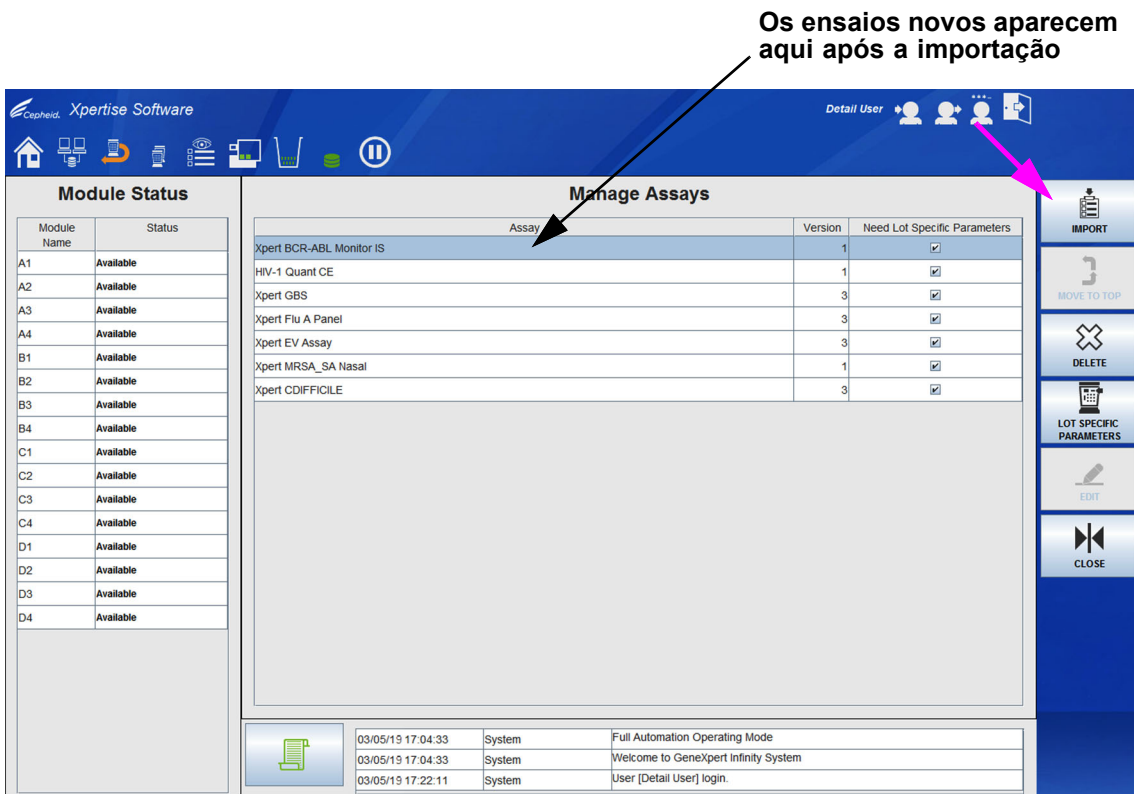 Os ensaios novos aparecem
aqui após a importação
Cepheid. Xpertise Software
Detail User
Module Status
Manage Assays
Module
Name
Status
Assay
Version
Need Lot Specific Parameters
A1 Available
A2 Available
A3 Available
A4 Available
B1 Available
B2 Available
B3 Available
B4 Available
C1 Available
C2 Available
C3 Available
C4 Available
D1 Available
D2 Available
D3 Available
D4 Available
Xpert BCR-ABL Monitor IS 1
HIV-1 Quant CE 1
Xpert GBS 3
Xpert Flu A Panel 3
Xpert EV Assay 3
Xpert MRSA_SA Nasal 1
Xpert CDIFFICILE 3
IMPORT
MOVE TO TOP
DELETE
LOT SPECIFIC
PARAMETERS
EDIT
CLOSE
03/05/19 17:04:33 System Full Automation Operating Mode
03/05/19 17:04:33 System Welcome to GeneXpert Infinity System
03/05/19 17:22:11 System User [Detail User] login.